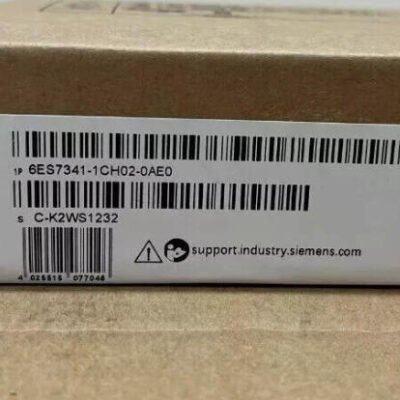 1P 6ES7341-1CH02-0AE0
S C-K2WS1232
support.industry.siemens.com
4 025515 077046